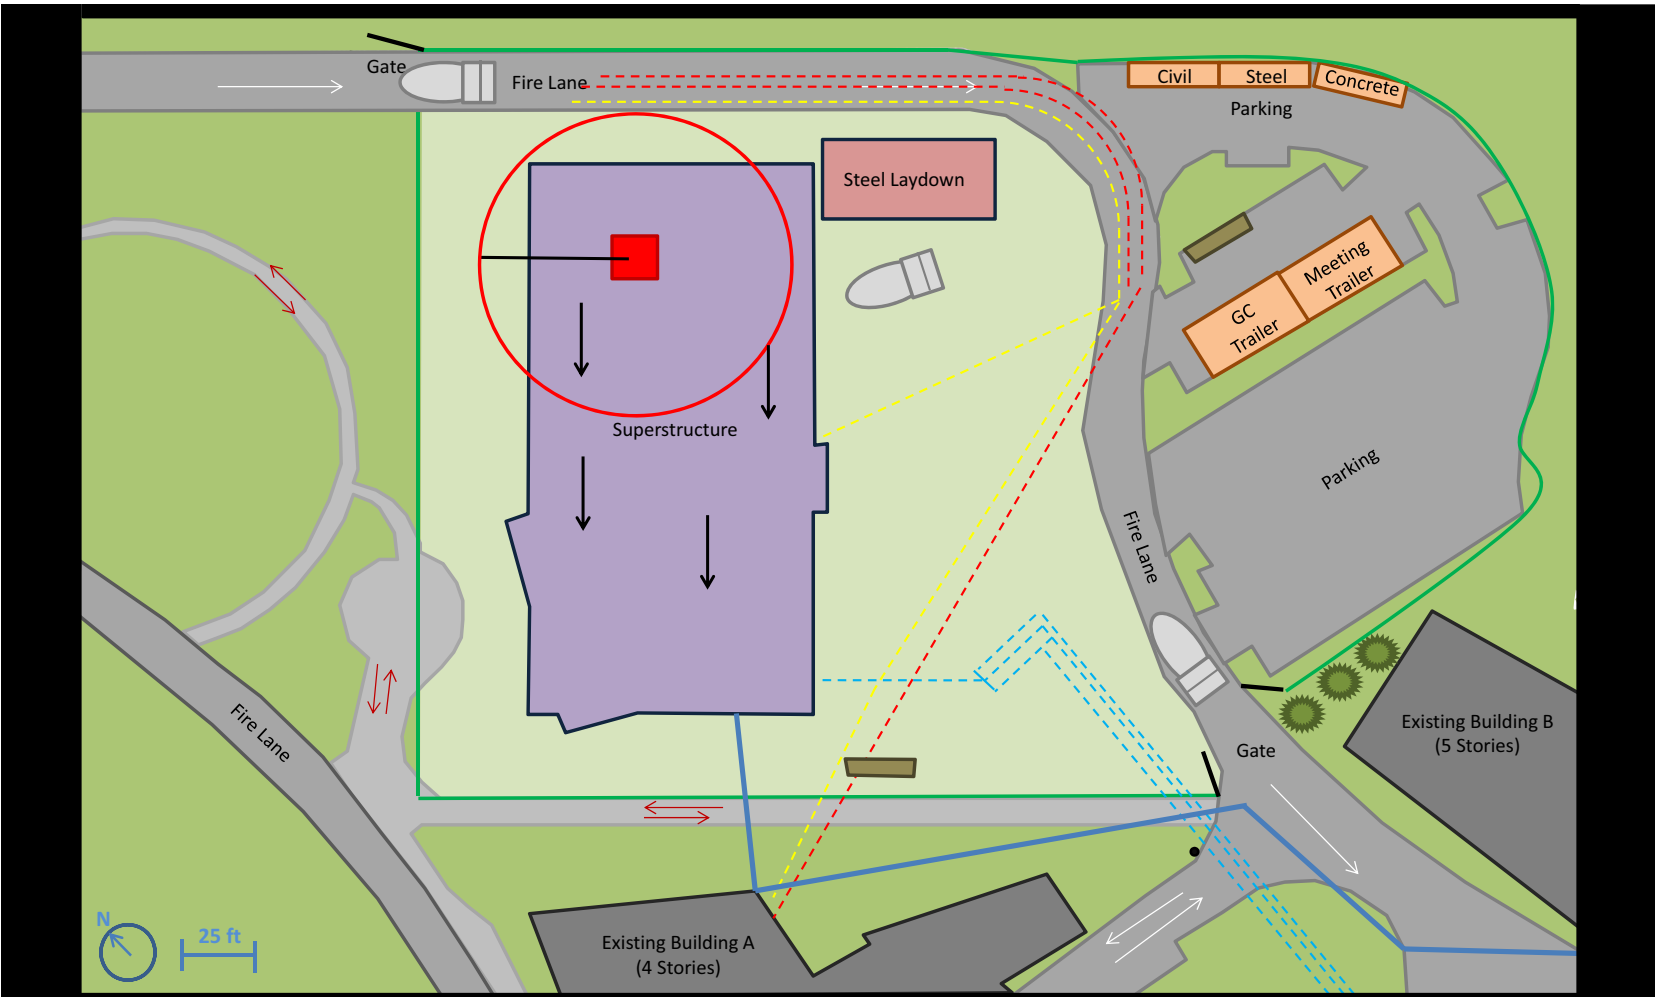 Gate
Fire Lane
Civil
Steel
Concrete
Parking
Steel Laydown
Meeting
Trailer
GC
Trailer
Superstructure
Parking
Fire Lane
Fire Lane
Gate
Existing Building B
(5 Stories)
Existing Building A
(4 Stories)
N
25 ft